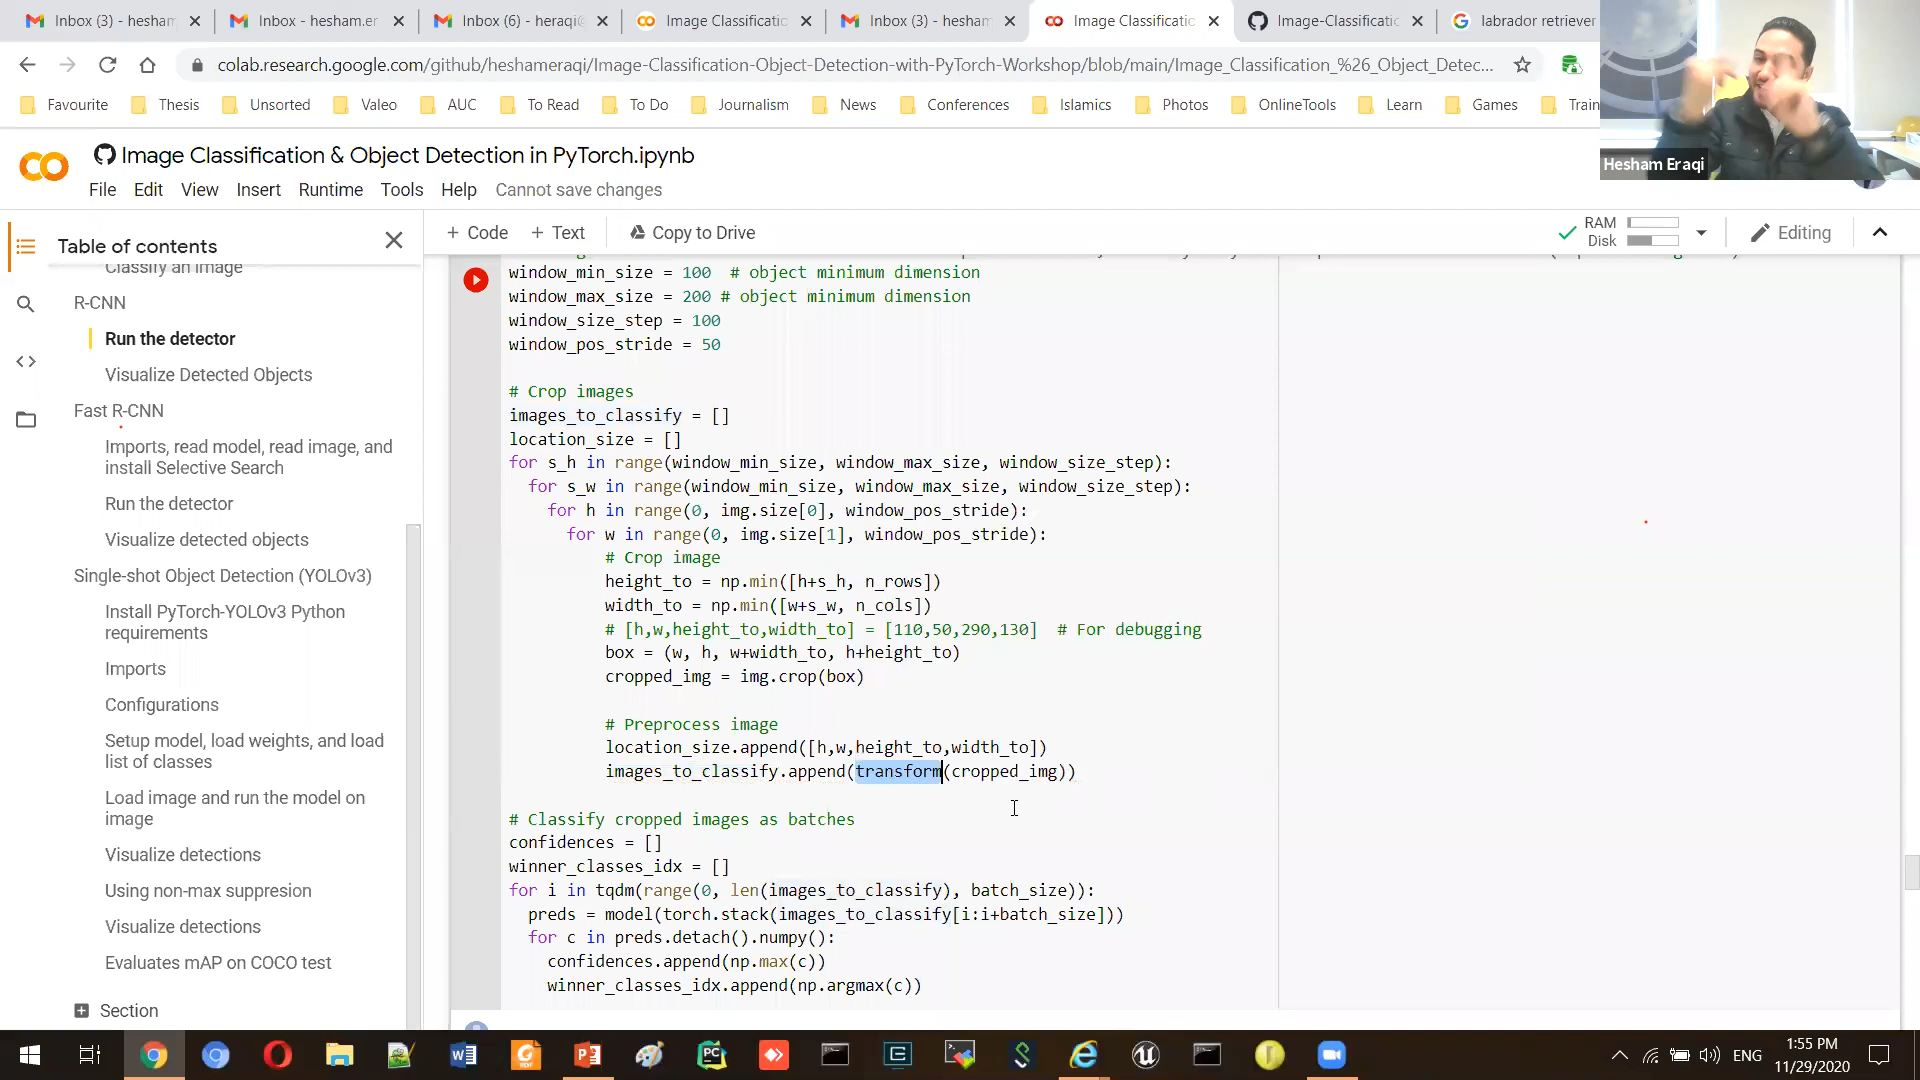 Inbox (3) - hesham
Inbox - hesham.er
Inbox (6) - heraqi@
Image Classificatio
Inbox (3) - hesham
Image Classificatio
Image-Classificatio
labrador retriever
colab.research.google.com/github/heshameraqi/Image-Classification-Object-Detection-with-PyTorch-Workshop/blob/main/Image_Classification_%26_Object_Detec...
Favourite
Thesis
Unsorted
Valeo
AUC
To Read
To Do
Journalism
News
Conferences
Islamics
Photos
OnlineTools
Learn
Games
Train
Hesham Eraqi
Image Classification & Object Detection in PyTorch.ipynb
File Edit View Insert Runtime Tools Help Cannot save changes
Table of contents
+ Code + Text Copy to Drive
RAM
Disk
Editing
Classify an image
R-CNN
Run the detector
Visualize Detected Objects
Fast R-CNN
Imports, read model, read image, and
install Selective Search
Run the detector
Visualize detected objects
Single-shot Object Detection (YOLOv3)
Install PyTorch-YOLOv3 Python
requirements
Imports
Configurations
Setup model, load weights, and load
list of classes
Load image and run the model on
image
Visualize detections
Using non-max suppresion
Visualize detections
Evaluates mAP on COCO test
Section
window_min_size = 100  # object minimum dimension
window_max_size = 200 # object minimum dimension
window_size_step = 100
window_pos_stride = 50
# Crop images
images_to_classify = []
location_size = []
for s_h in range(window_min_size, window_max_size, window_size_step):
  for s_w in range(window_min_size, window_max_size, window_size_step):
    for h in range(0, img.size[0], window_pos_stride):
      for w in range(0, img.size[1], window_pos_stride):
          # Crop image
          height_to = np.min([h+s_h, n_rows])
          width_to = np.min([w+s_w, n_cols])
          # [h,w,height_to,width_to] = [110,50,290,130]  # For debugging
          box = (w, h, w+width_to, h+height_to)
          cropped_img = img.crop(box)
          # Preprocess image
          location_size.append([h,w,height_to,width_to])
          images_to_classify.append(transform(cropped_img))
# Classify cropped images as batches
confidences = []
winner_classes_idx = []
for i in tqdm(range(0, len(images_to_classify), batch_size)):
  preds = model(torch.stack(images_to_classify[i:i+batch_size]))
  for c in preds.detach().numpy():
    confidences.append(np.max(c))
    winner_classes_idx.append(np.argmax(c))
ENG
1:55 PM
11/29/2020